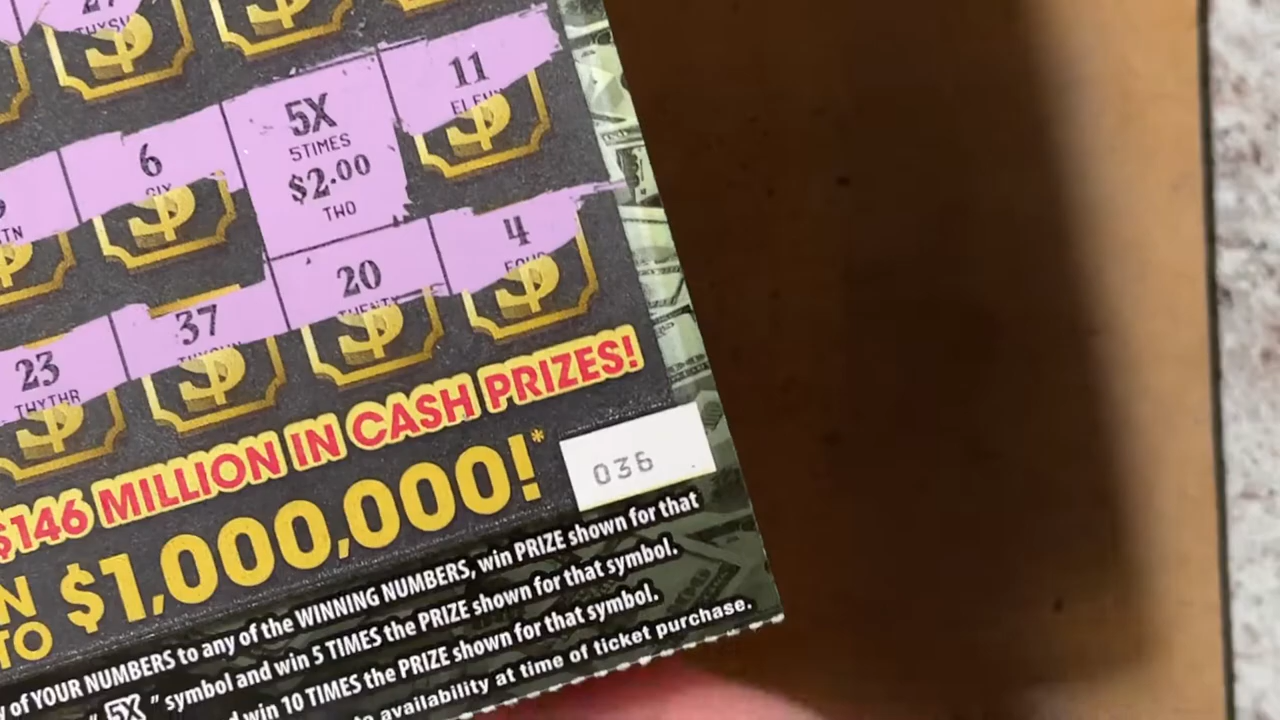 11
5X
5TIMES
$2.00
TWO
6
4
20
37
23
THYTHR
$146 MILLION IN CASH PRIZES!
$1,000,000!*
036
of YOUR NUMBERS to any of the WINNING NUMBERS, win PRIZE shown for that
"5X" symbol and win 5 TIMES the PRIZE shown for that symbol.
win 10 TIMES the PRIZE shown for that symbol.
availability at time of ticket purchase.